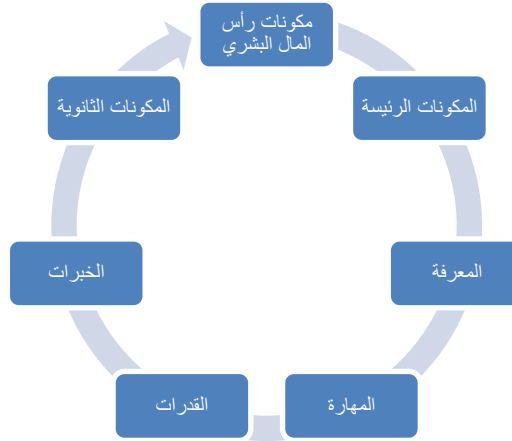 مكونات رأس
المال البشري
المكونات الرئيسة
المعرفة
المهارة
القدرات
الخبرات
المكونات الثانوية